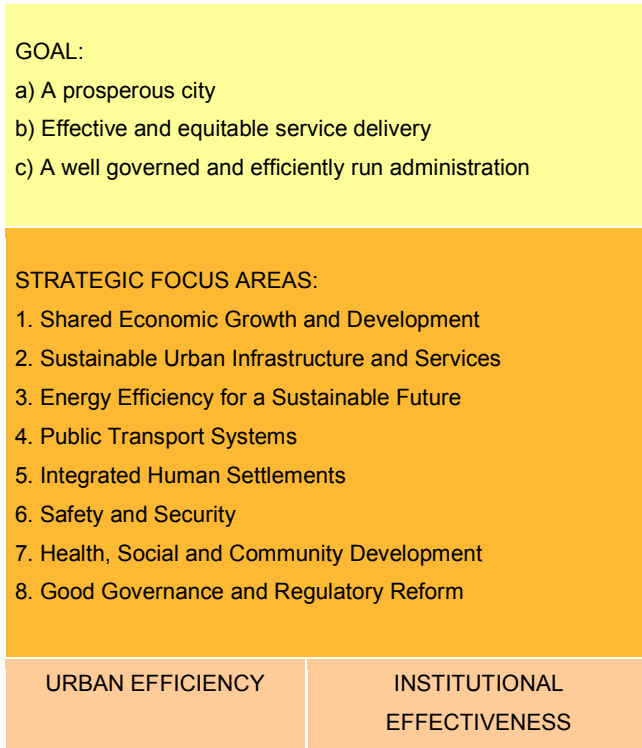 GOAL:
a) A prosperous city
b) Effective and equitable service delivery
c) A well governed and efficiently run administration
STRATEGIC FOCUS AREAS:
1. Shared Economic Growth and Development
2. Sustainable Urban Infrastructure and Services
3. Energy Efficiency for a Sustainable Future
4. Public Transport Systems
5. Integrated Human Settlements
6. Safety and Security
7. Health, Social and Community Development
8. Good Governance and Regulatory Reform
URBAN EFFICIENCY
INSTITUTIONAL
EFFECTIVENESS